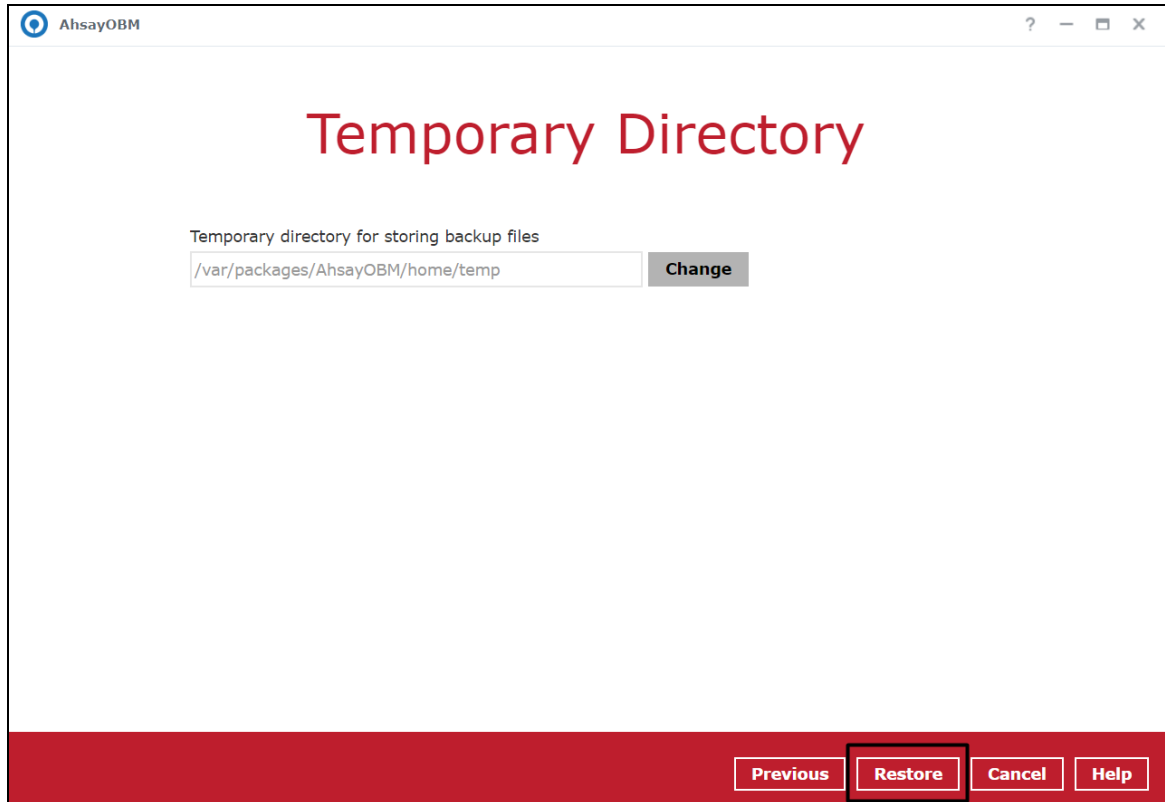 AhsayOBM
Temporary Directory
Temporary directory for storing backup files
/var/packages/AhsayOBM/home/temp Change
Previous Restore Cancel Help